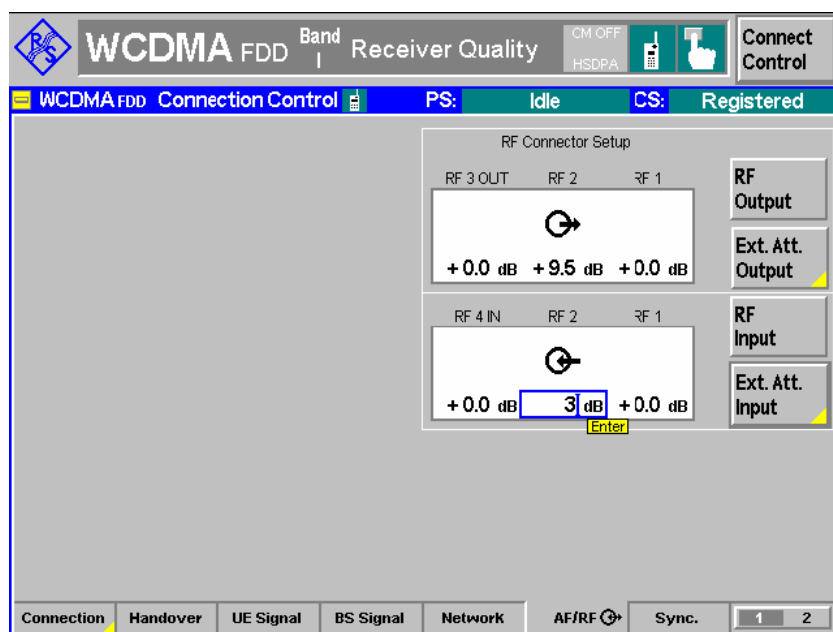 R&S WCDMA FDD Band I Receiver Quality CM OFF HSDPA Connect Control
WCDMA FDD Connection Control PS: Idle CS: Registered
RF Connector Setup
RF 3 OUT RF 2 RF 1
+0.0 dB +9.5 dB +0.0 dB
RF Output
Ext. Att. Output
RF 4 IN RF 2 RF 1
+0.0 dB 3 dB +0.0 dB
Enter
RF Input
Ext. Att. Input
Connection Handover UE Signal BS Signal Network AF/RF Sync. 1 2